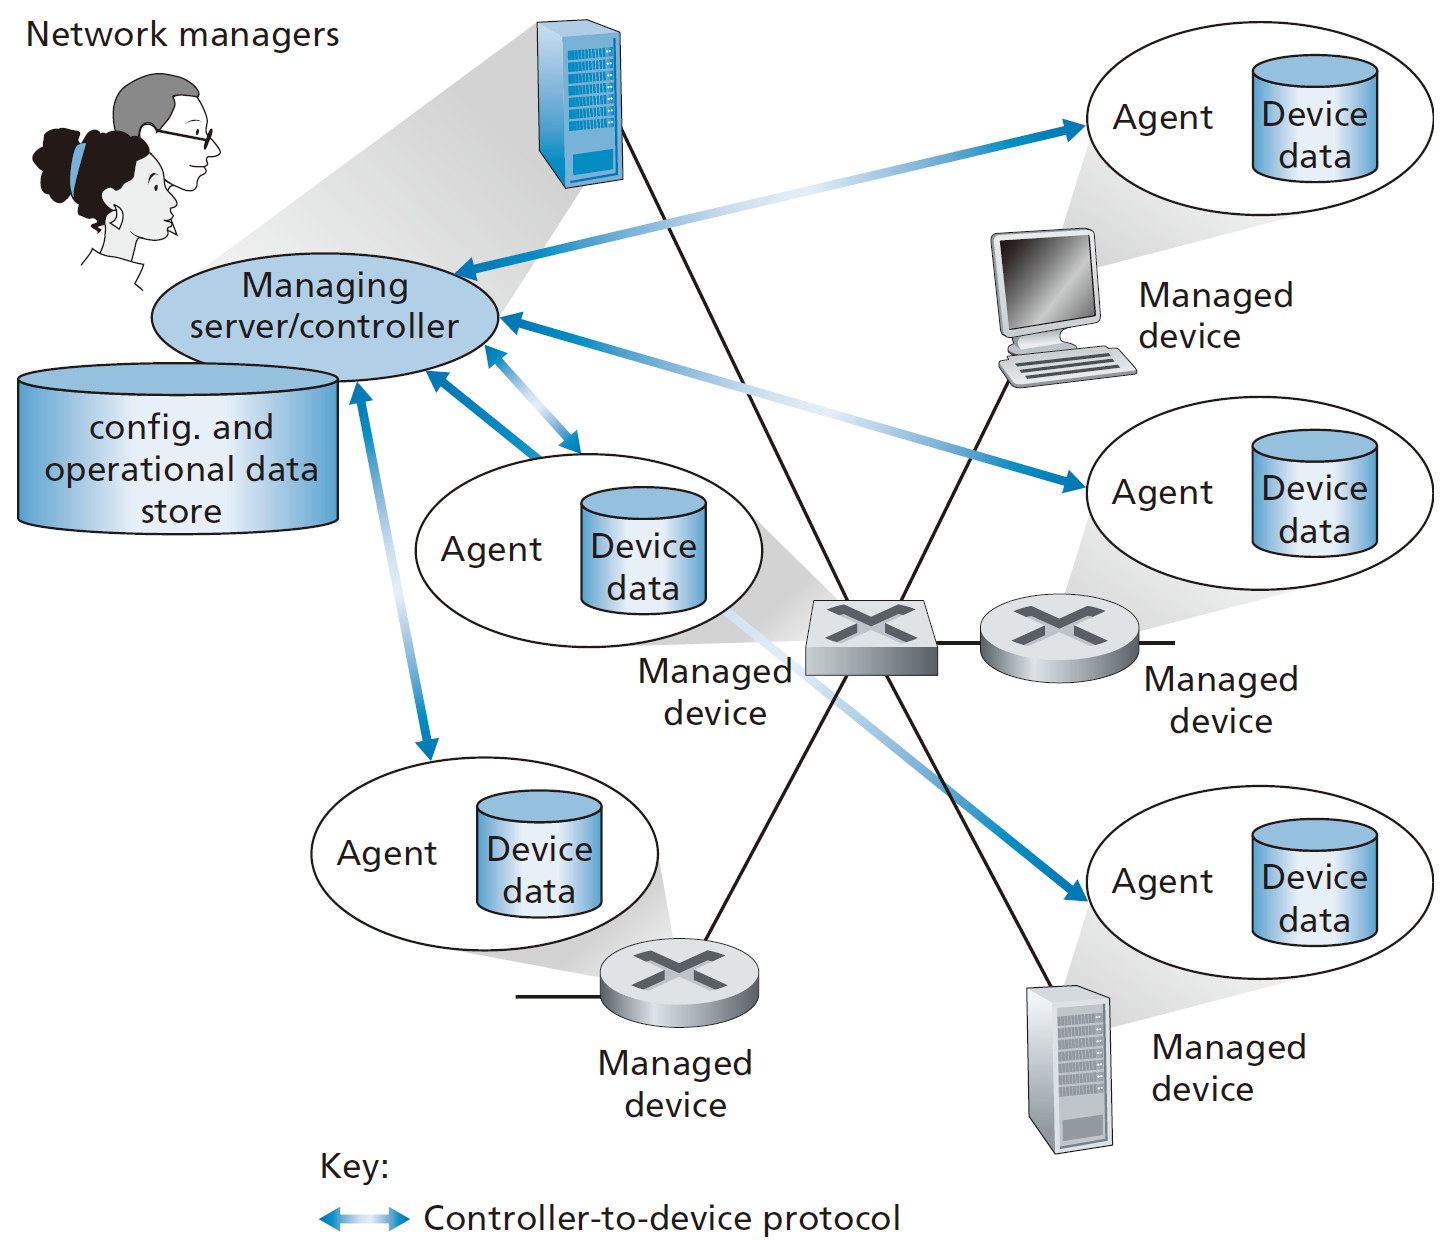 Network managers
Managing
server/controller
config. and
operational data
store
Agent
Device
data
Managed
device
Agent
Device
data
Managed
device
Agent
Device
data
Managed
device
Agent
Device
data
Managed
device
Agent
Device
data
Managed
device
Key:
Controller-to-device protocol